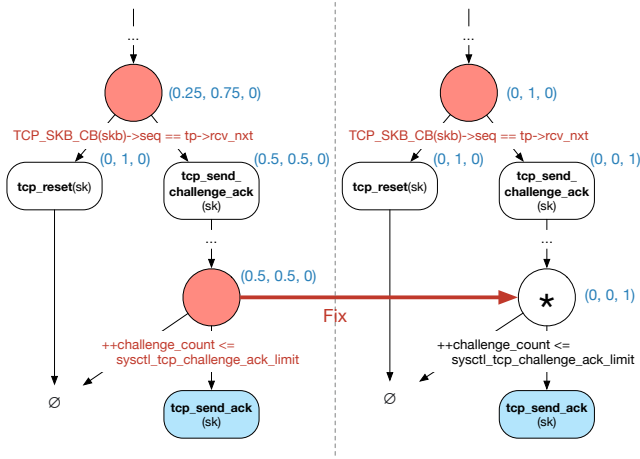 ...
(0.25, 0.75, 0)
TCP_SKB_CB(skb)->seq == tp->rcv_nxt
(0, 1, 0)
(0.5, 0.5, 0)
tcp_reset(sk)
tcp_send_
challenge_ack
(sk)
...
(0.5, 0.5, 0)
++challenge_count <=
sysctl_tcp_challenge_ack_limit
∅
tcp_send_ack
(sk)
Fix
...
(0, 1, 0)
TCP_SKB_CB(skb)->seq == tp->rcv_nxt
(0, 1, 0)
(0, 0, 1)
tcp_reset(sk)
tcp_send_
challenge_ack
(sk)
...
*
(0, 0, 1)
++challenge_count <=
sysctl_tcp_challenge_ack_limit
∅
tcp_send_ack
(sk)